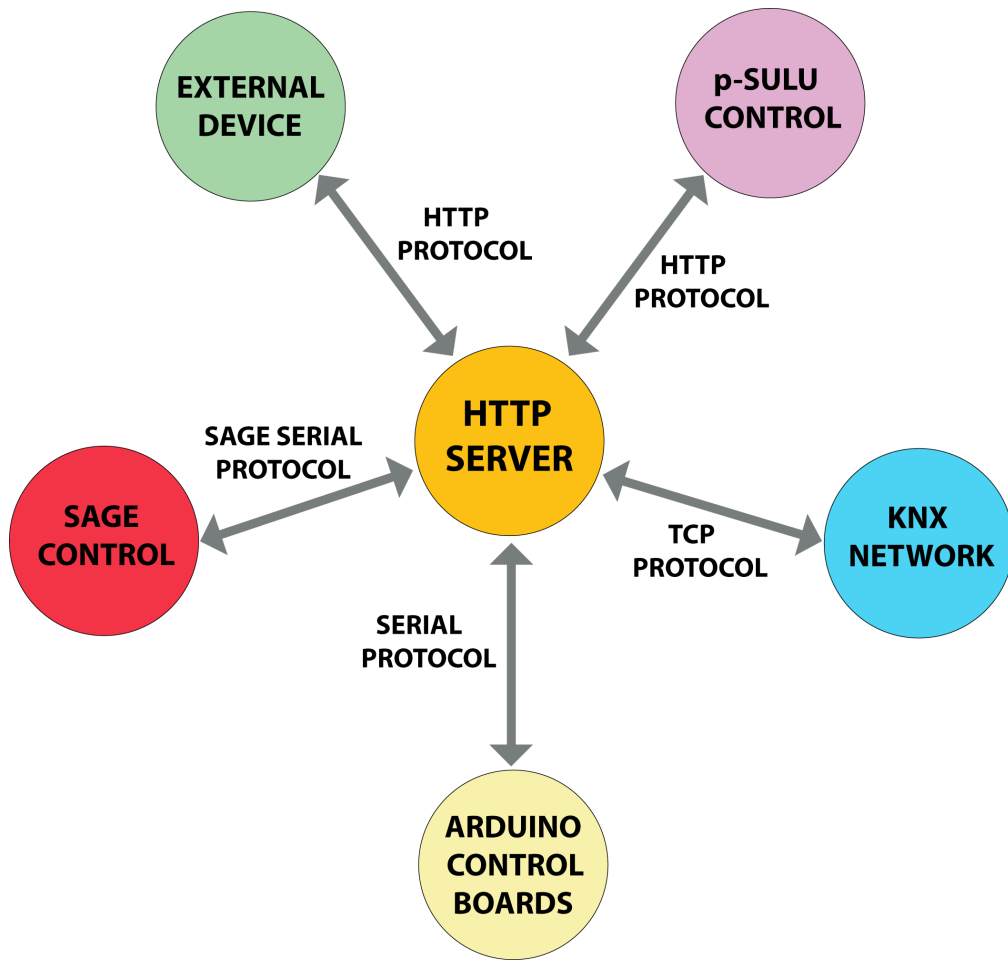 EXTERNAL
DEVICE
p-SULU
CONTROL
HTTP
PROTOCOL
HTTP
PROTOCOL
HTTP
SERVER
SAGE SERIAL
PROTOCOL
SAGE
CONTROL
TCP
PROTOCOL
KNX
NETWORK
SERIAL
PROTOCOL
ARDUINO
CONTROL
BOARDS